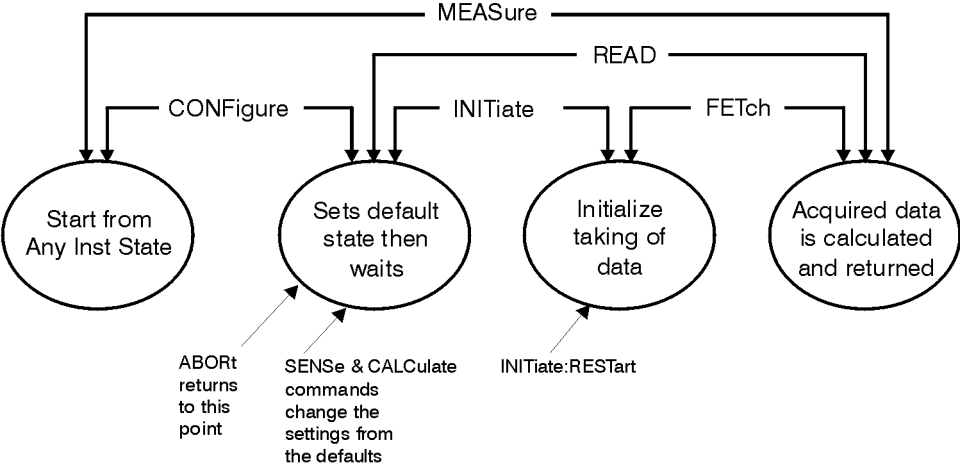 MEASure
READ
CONFigure
INITiate
FETch
Start from
Any Inst State
Sets default
state then
waits
Initialize
taking of
data
Acquired data
is calculated
and returned
ABORt
returns
to this
point
SENSe & CALCulate
commands
change the
settings from
the defaults
INITiate:RESTart